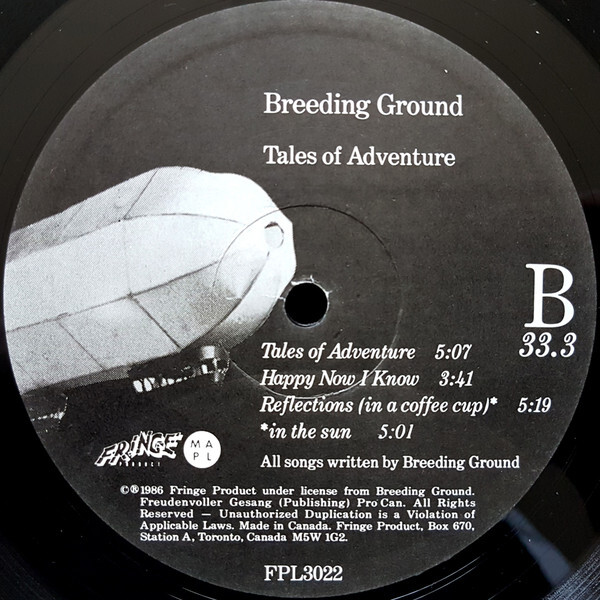 Breeding Ground
Tales of Adventure
B
33.3
Tales of Adventure 5:07
Happy Now I Know 3:41
Reflections (in a coffee cup)* 5:19
*in the sun 5:01
All songs written by Breeding Ground
FRINGE
PRODUCT
M A
P L
©℗1986 Fringe Product under license from Breeding Ground.
Freudenvoller Gesang (Publishing) Pro Can. All Rights
Reserved — Unauthorized Duplication is a Violation of
Applicable Laws. Made in Canada. Fringe Product, Box 670,
Station A, Toronto, Canada M5W 1G2.
FPL3022